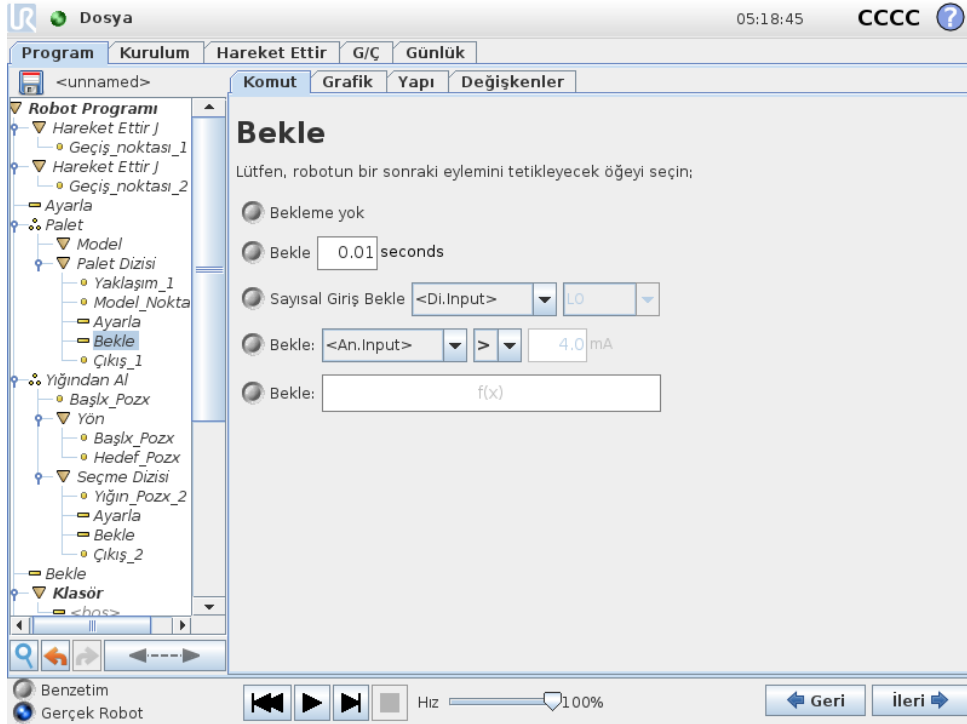 Dosya 05:18:45 CCCC ?
Program Kurulum Hareket Ettir G/Ç Günlük
<unnamed> Komut Grafik Yapı Değişkenler
Robot Programı
Hareket Ettir J
Geçiş_noktası_1
Hareket Ettir J
Geçiş_noktası_2
Ayarla
Palet
Model
Palet Dizisi
Yaklaşım_1
Model_Nokta
Ayarla
Bekle
Çıkış_1
Yığından Al
Başlx_Pozx
Yön
Başlx_Pozx
Hedef_Pozx
Seçme Dizisi
Yığın_Pozx_2
Ayarla
Bekle
Çıkış_2
Bekle
Klasör
<boş>
Bekle
Lütfen, robotun bir sonraki eylemini tetikleyecek öğeyi seçin;
Bekleme yok
Bekle 0.01 seconds
Sayısal Giriş Bekle <Di.Input> LO
Bekle: <An.Input> > 4.0 mA
Bekle: f(x)
Benzetim
Gerçek Robot
Hız 100%
Geri İleri